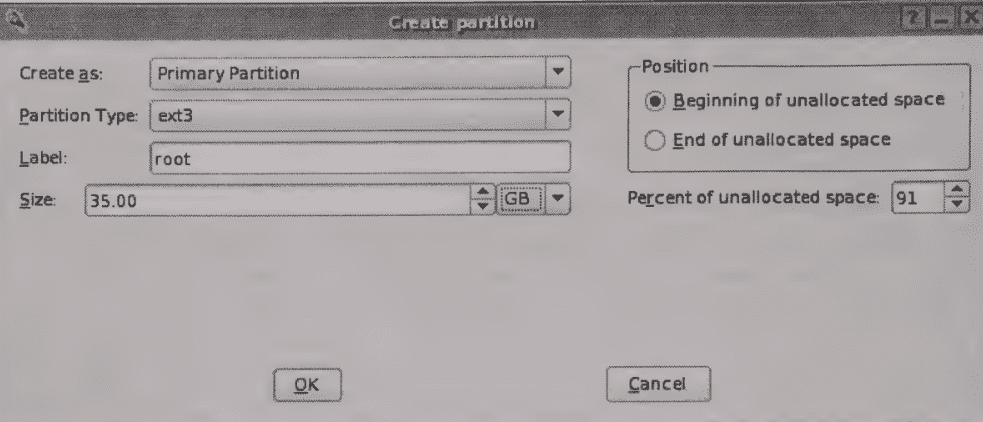 Create partition
Create as: Primary Partition
Partition Type: ext3
Label: root
Size: 35.00 GB
Position
Beginning of unallocated space
End of unallocated space
Percent of unallocated space: 91
OK
Cancel